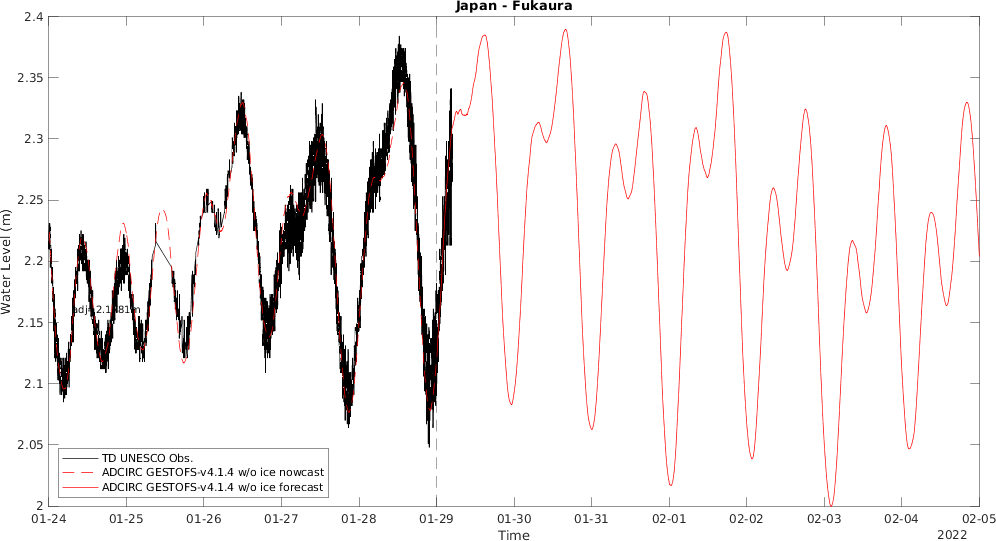 Japan - Fukaura
2.4
2.35
2.3
2.25
2.2
2.15
2.1
2.05
2
Water Level (m)
TD UNESCO Obs.
ADCIRC GESTOFS-v4.1.4 w/o ice nowcast
ADCIRC GESTOFS-v4.1.4 w/o ice forecast
01-24 01-25 01-26 01-27 01-28 01-29 01-30 01-31 02-01 02-02 02-03 02-04 02-05
Time
2022